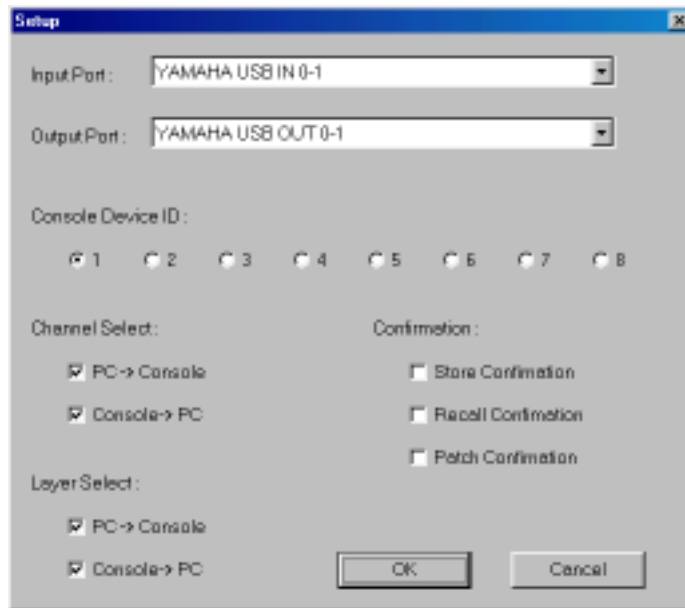 Setup
Input Port :
YAMAHA USB IN 0-1
Output Port :
YAMAHA USB OUT 0-1
Console Device ID :
1 2 3 4 5 6 7 8
Channel Select :
PC -> Console
Console-> PC
Confirmation :
Store Confirmation
Recall Confirmation
Patch Confirmation
Layer Select :
PC -> Console
Console-> PC
OK
Cancel